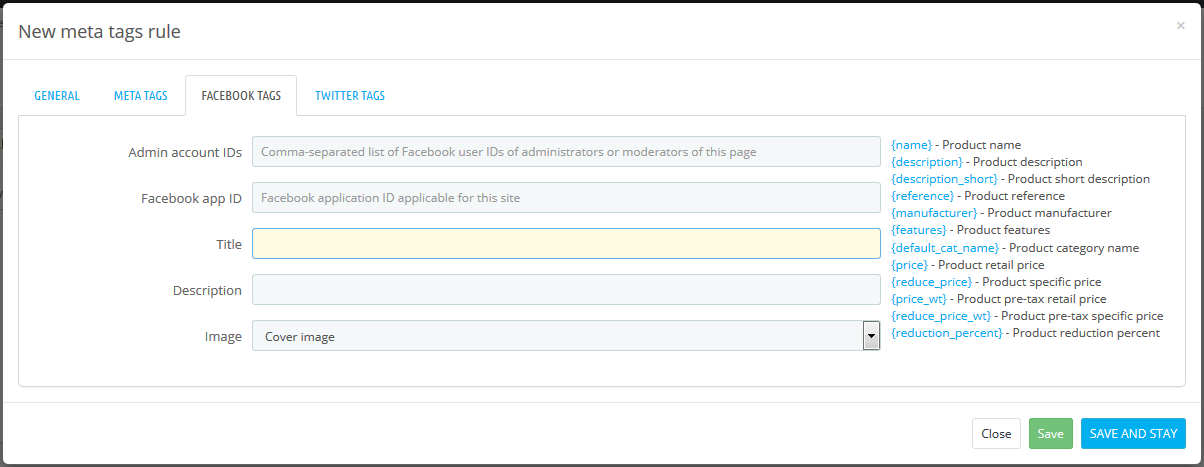 New meta tags rule
×
GENERAL
META TAGS
FACEBOOK TAGS
TWITTER TAGS
Admin account IDs
Comma-separated list of Facebook user IDs of administrators or moderators of this page
Facebook app ID
Facebook application ID applicable for this site
Title
Description
Image
Cover image
{name} - Product name
{description} - Product description
{description_short} - Product short description
{reference} - Product reference
{manufacturer} - Product manufacturer
{features} - Product features
{default_cat_name} - Product category name
{price} - Product retail price
{reduce_price} - Product specific price
{price_wt} - Product pre-tax retail price
{reduce_price_wt} - Product pre-tax specific price
{reduction_percent} - Product reduction percent
Close
Save
SAVE AND STAY